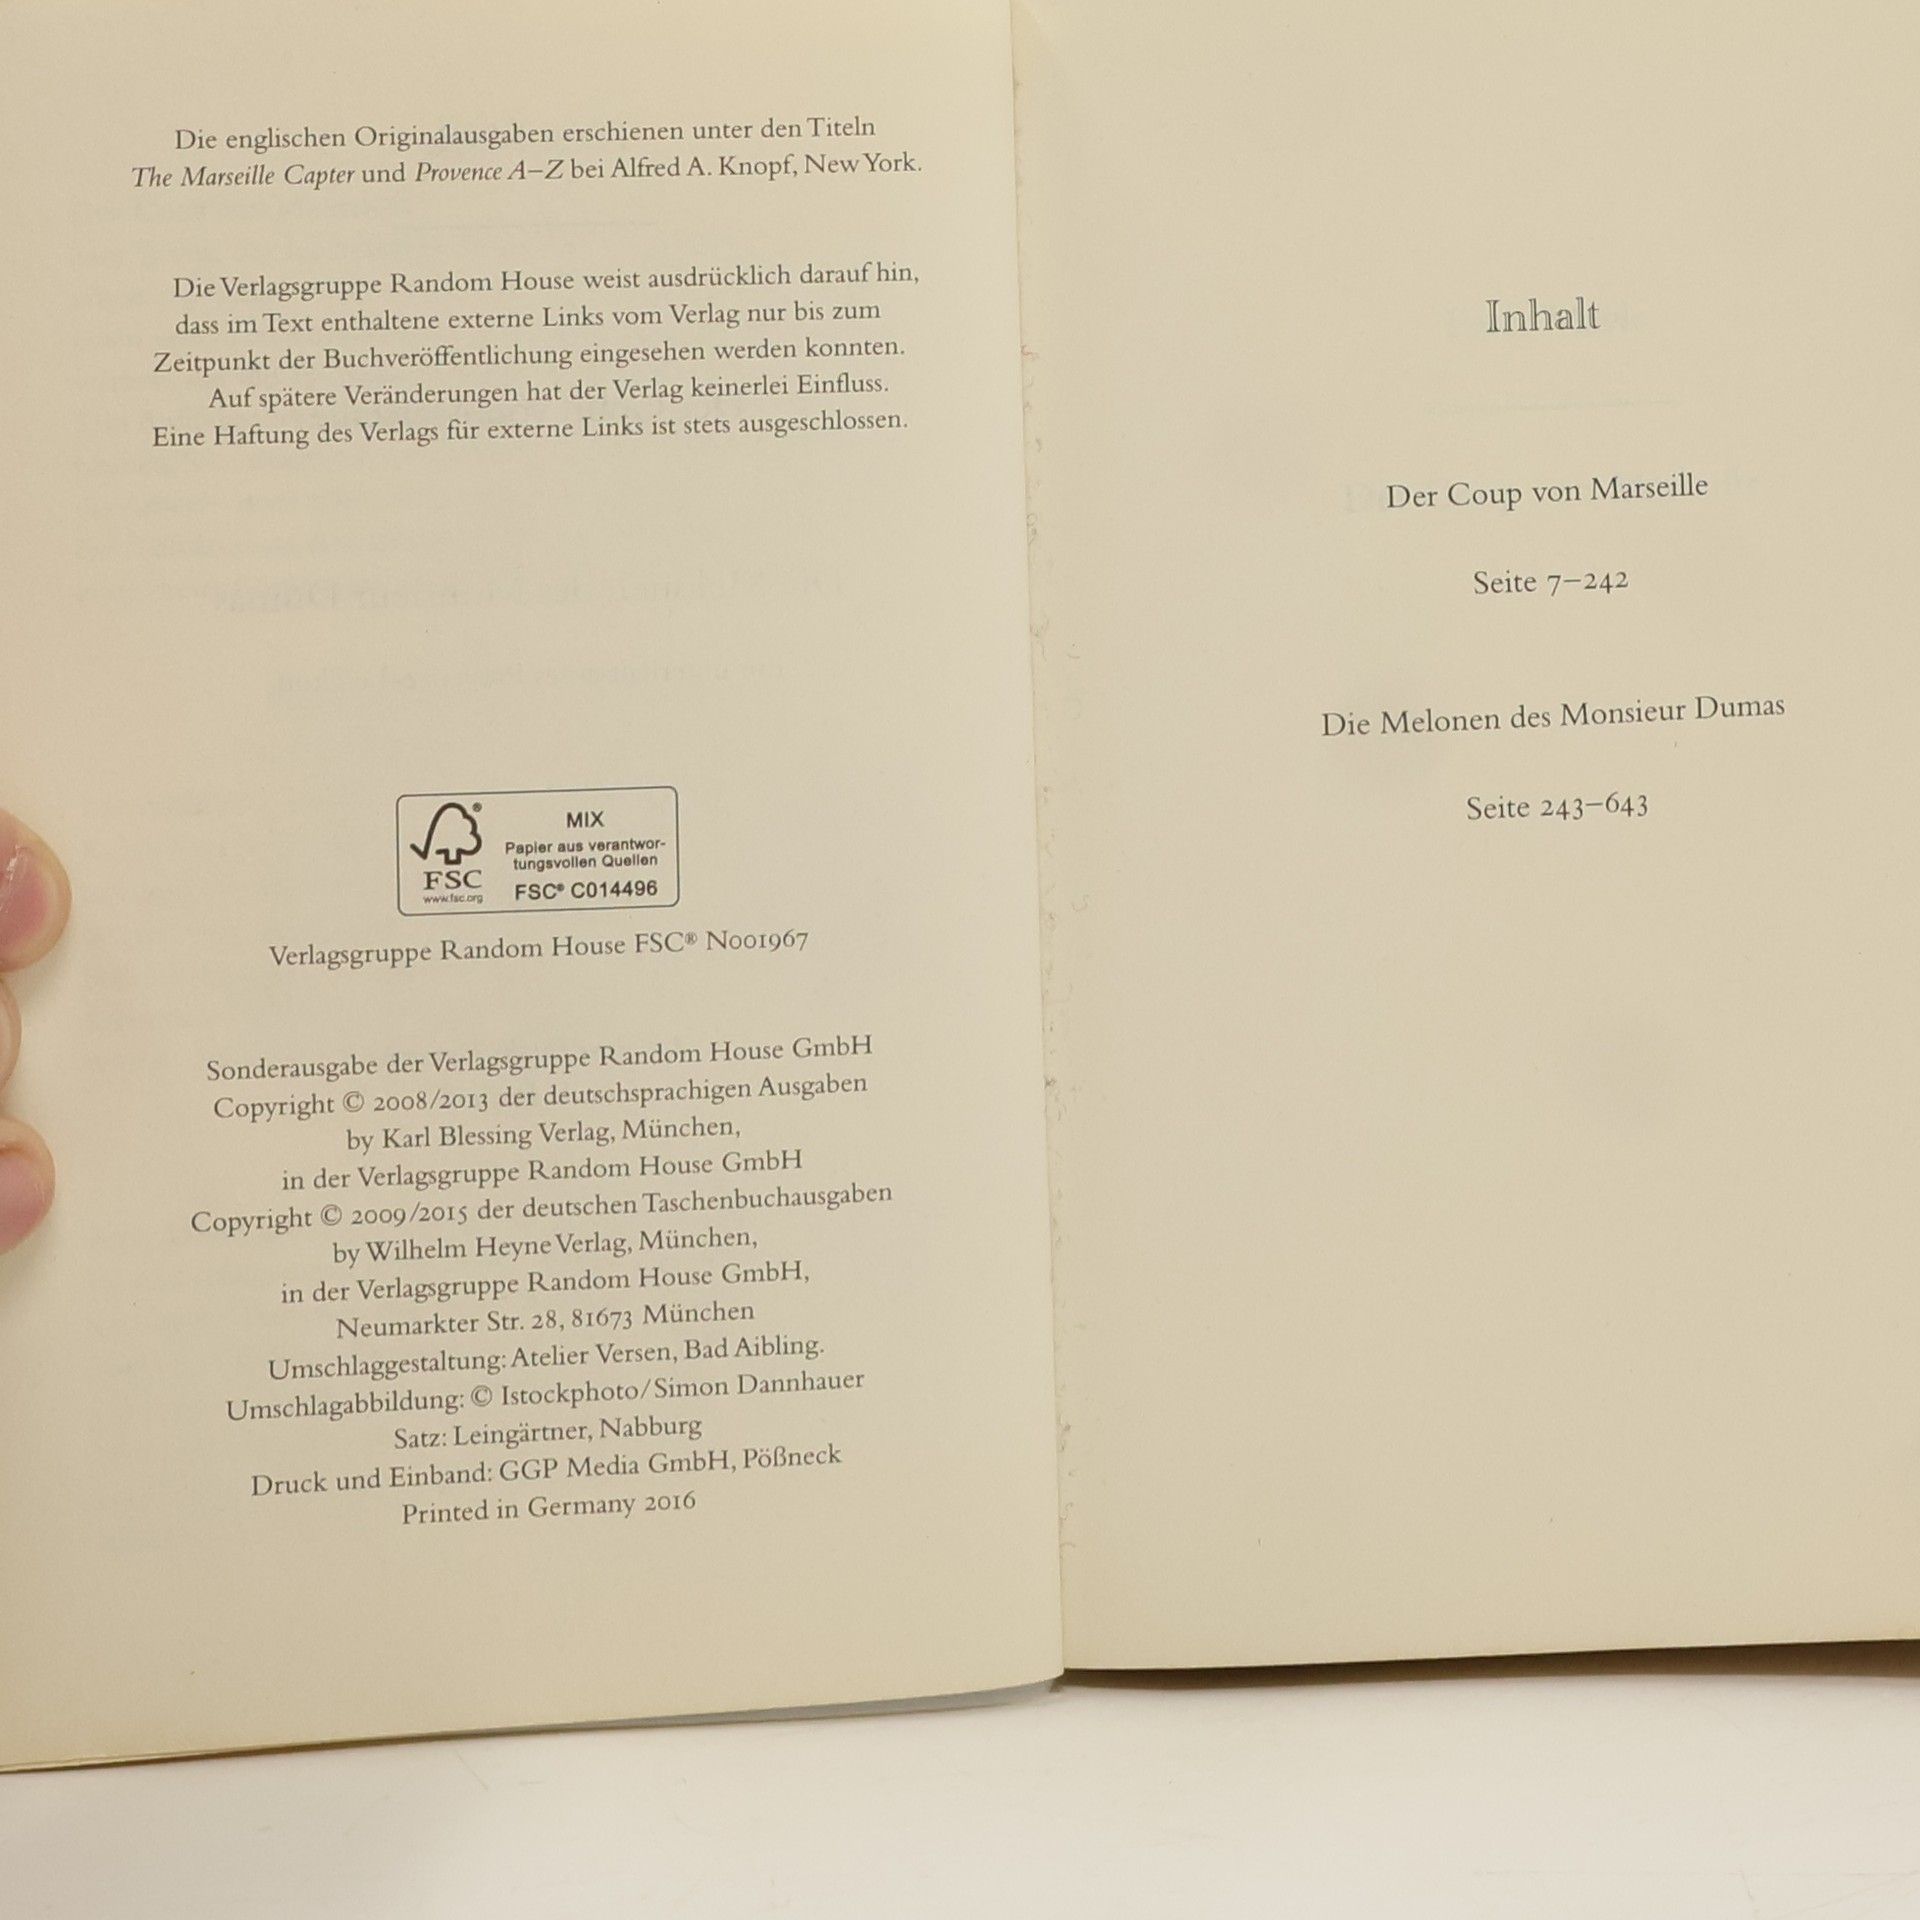 Die englischen Originalausgaben erschienen unter den Titeln
The Marseille Capter und Provence A–Z bei Alfred A. Knopf, New York.
Die Verlagsgruppe Random House weist ausdrücklich darauf hin,
dass im Text enthaltene externe Links vom Verlag nur bis zum
Zeitpunkt der Buchveröffentlichung eingesehen werden konnten.
Auf spätere Veränderungen hat der Verlag keinerlei Einfluss.
Eine Haftung des Verlags für externe Links ist stets ausgeschlossen.
MIX
Papier aus verantwor-
tungsvollen Quellen
FSC® C014496
FSC
www.fsc.org
Verlagsgruppe Random House FSC® N001967
Sonderausgabe der Verlagsgruppe Random House GmbH
Copyright © 2008/2013 der deutschsprachigen Ausgaben
by Karl Blessing Verlag, München,
in der Verlagsgruppe Random House GmbH
Copyright © 2009/2015 der deutschen Taschenbuchausgaben
by Wilhelm Heyne Verlag, München,
in der Verlagsgruppe Random House GmbH,
Neumarkter Str. 28, 81673 München
Umschlaggestaltung: Atelier Versen, Bad Aibling.
Umschlagabbildung: © Istockphoto/Simon Dannhauer
Satz: Leingärtner, Nabburg
Druck und Einband: GGP Media GmbH, Pößneck
Printed in Germany 2016
Inhalt
Der Coup von Marseille
Seite 7–242
Die Melonen des Monsieur Dumas
Seite 243–643